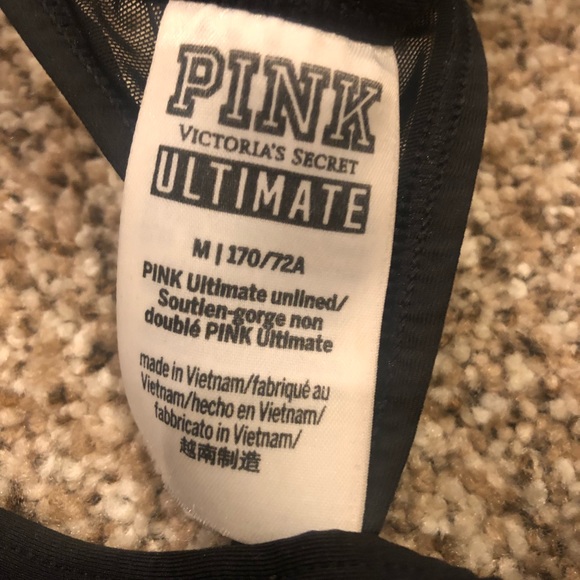 PINK
VICTORIA'S SECRET
ULTIMATE
M | 170/72A
PINK Ultimate unlined/
Soutien-gorge non
doublé PINK Ultimate
made in Vietnam/fabriqué au
Vietnam/hecho en Vietnam/
fabbricato in Vietnam/
越南制造